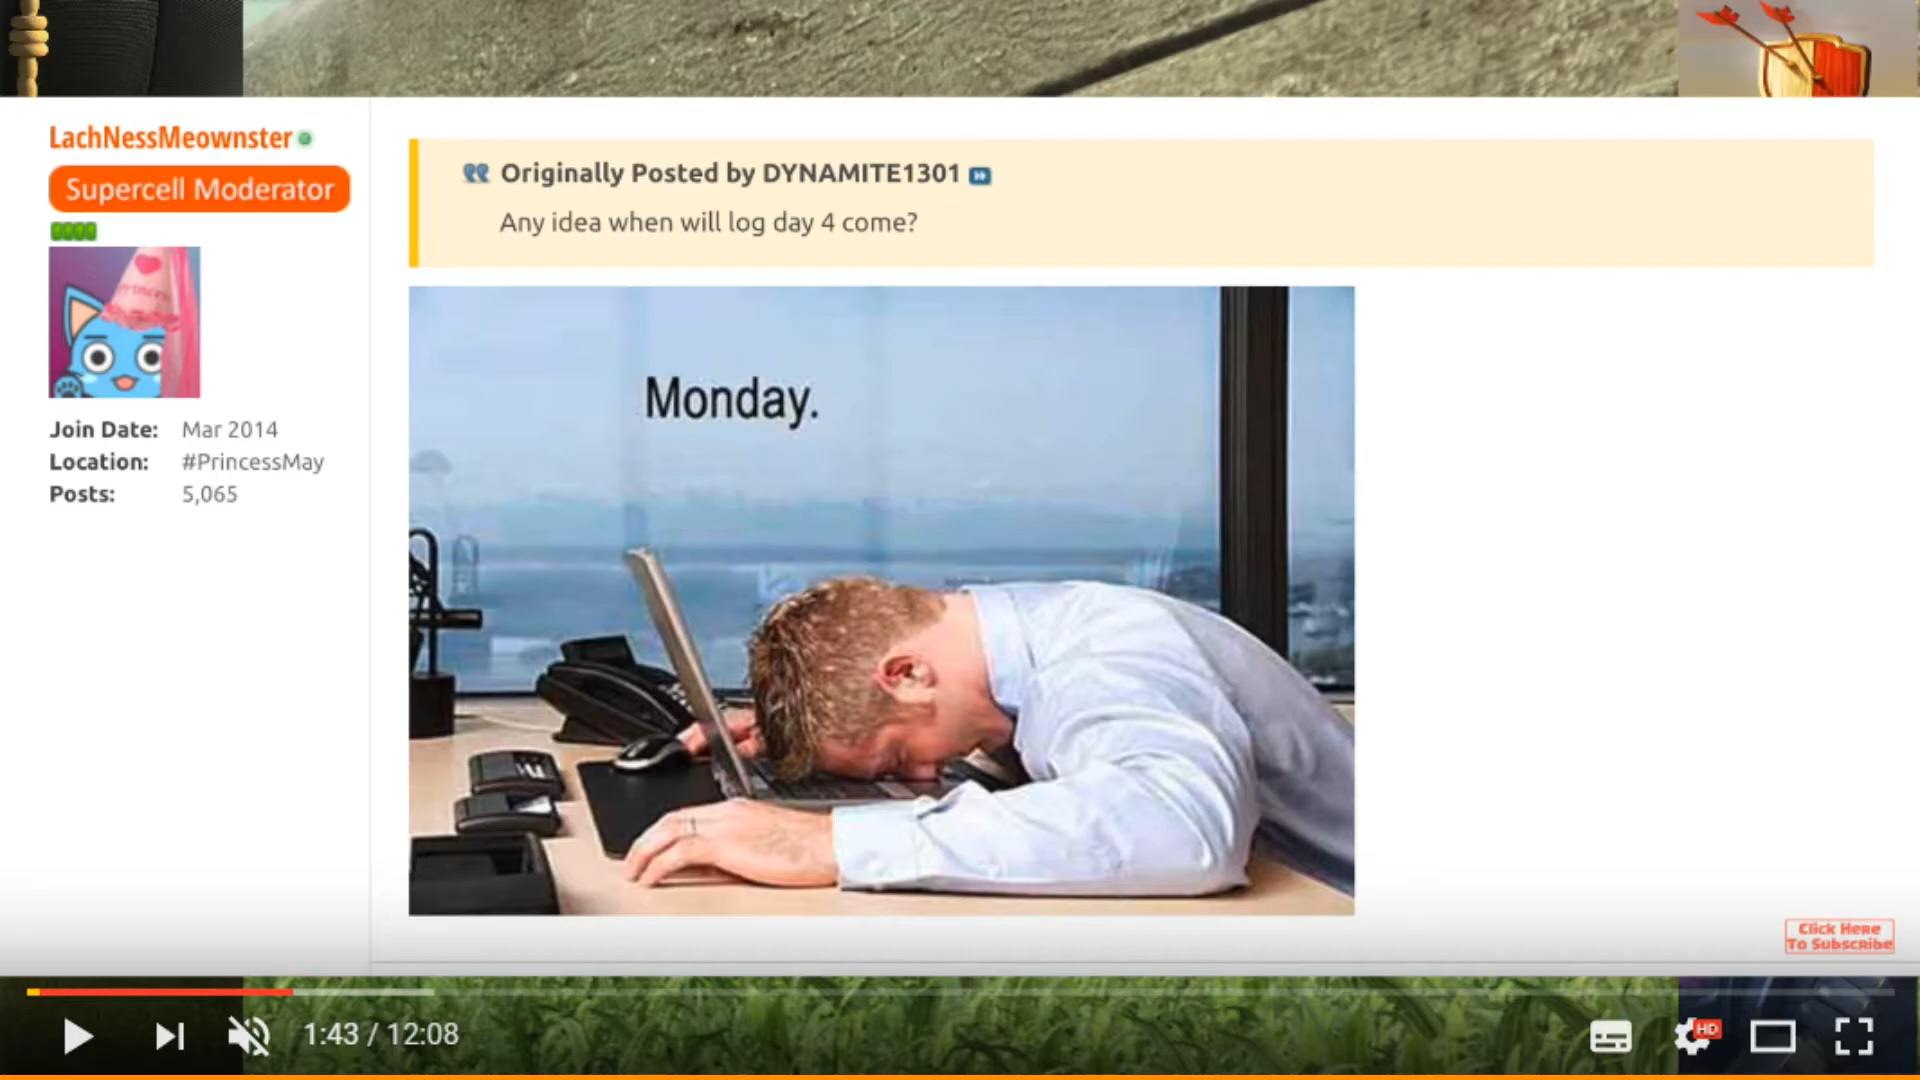 LachNessMeownster
Supercell Moderator
Princess
Join Date: Mar 2014
Location: #PrincessMay
Posts: 5,065
Originally Posted by DYNAMITE1301
Any idea when will log day 4 come?
Monday.
Click Here
To Subscribe
1:43 / 12:08
HD